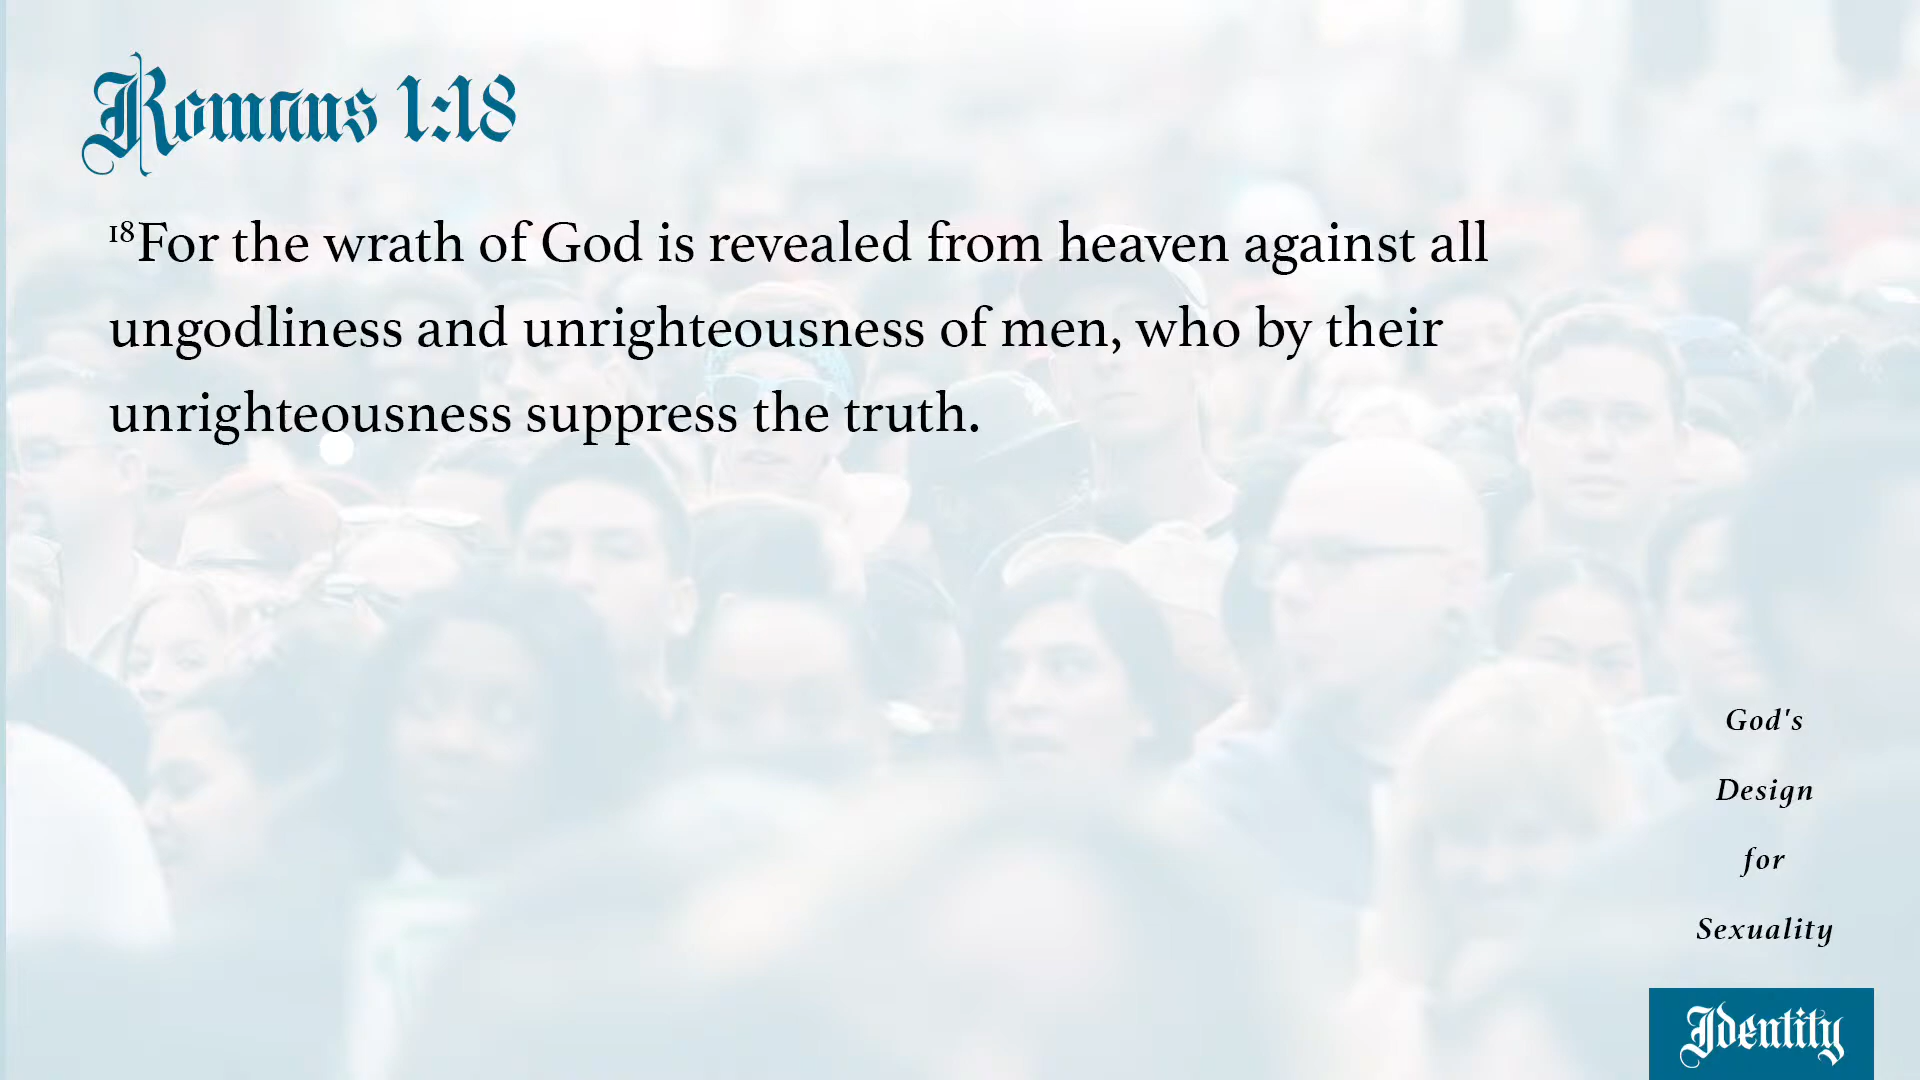 Romans 1:18
18For the wrath of God is revealed from heaven against all
ungodliness and unrighteousness of men, who by their
unrighteousness suppress the truth.
God's
Design
for
Sexuality
Identity